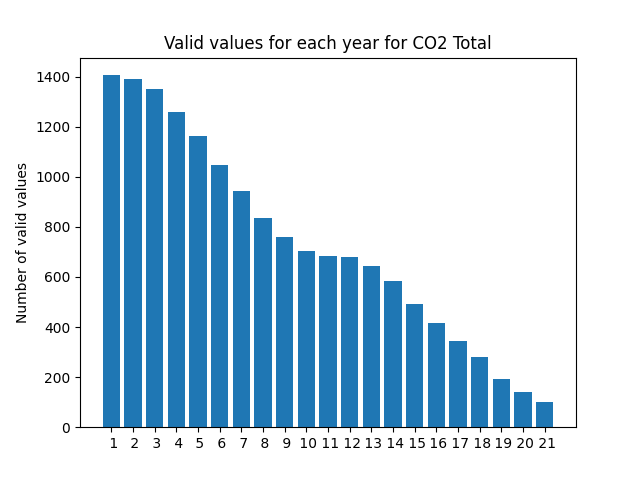 Valid values for each year for CO2 Total
Number of valid values
1400
1200
1000
800
600
400
200
0
1 2 3 4 5 6 7 8 9 10 11 12 13 14 15 16 17 18 19 20 21